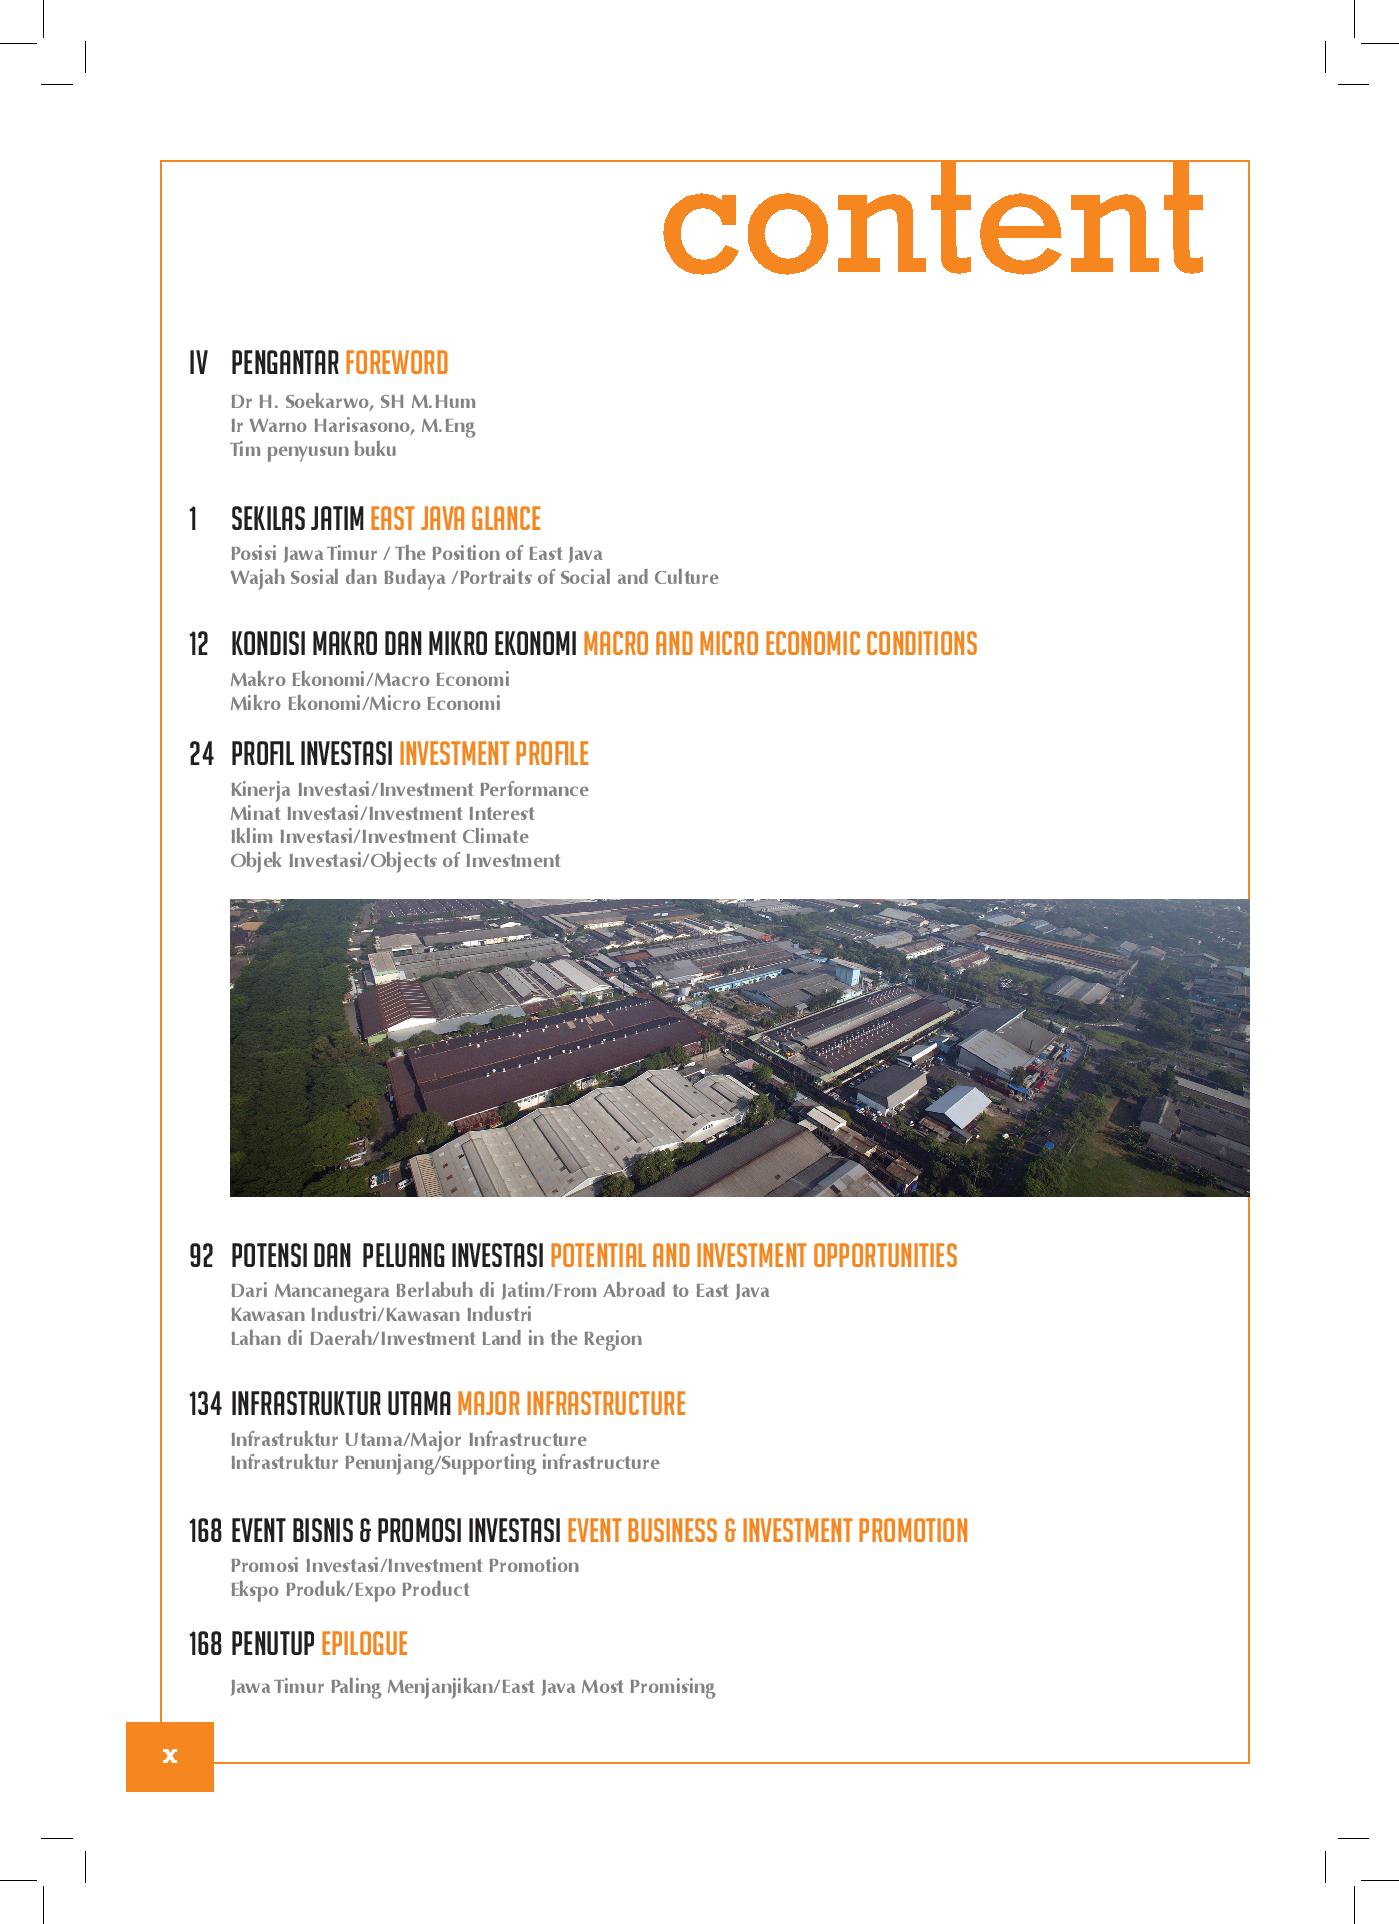 content
IV PENGANTAR FOREWORD
Dr H. Soekarwo, SH M.Hum
Ir Warno Harisasono, M.Eng
Tim penyusun buku
1 SEKILAS JATIM EAST JAVA GLANCE
Posisi Jawa Timur / The Position of East Java
Wajah Sosial dan Budaya /Portraits of Social and Culture
12 KONDISI MAKRO DAN MIKRO EKONOMI MACRO AND MICRO ECONOMIC CONDITIONS
Makro Ekonomi/Macro Economi
Mikro Ekonomi/Micro Economi
24 PROFIL INVESTASI INVESTMENT PROFILE
Kinerja Investasi/Investment Performance
Minat Investasi/Investment Interest
Iklim Investasi/Investment Climate
Objek Investasi/Objects of Investment
92 POTENSI DAN PELUANG INVESTASI POTENTIAL AND INVESTMENT OPPORTUNITIES
Dari Mancanegara Berlabuh di Jatim/From Abroad to East Java
Kawasan Industri/Kawasan Industri
Lahan di Daerah/Investment Land in the Region
134 INFRASTRUKTUR UTAMA MAJOR INFRASTRUCTURE
Infrastruktur Utama/Major Infrastructure
Infrastruktur Penunjang/Supporting infrastructure
168 EVENT BISNIS & PROMOSI INVESTASI EVENT BUSINESS & INVESTMENT PROMOTION
Promosi Investasi/Investment Promotion
Ekspo Produk/Expo Product
168 PENUTUP EPILOGUE
Jawa Timur Paling Menjanjikan/East Java Most Promising
x